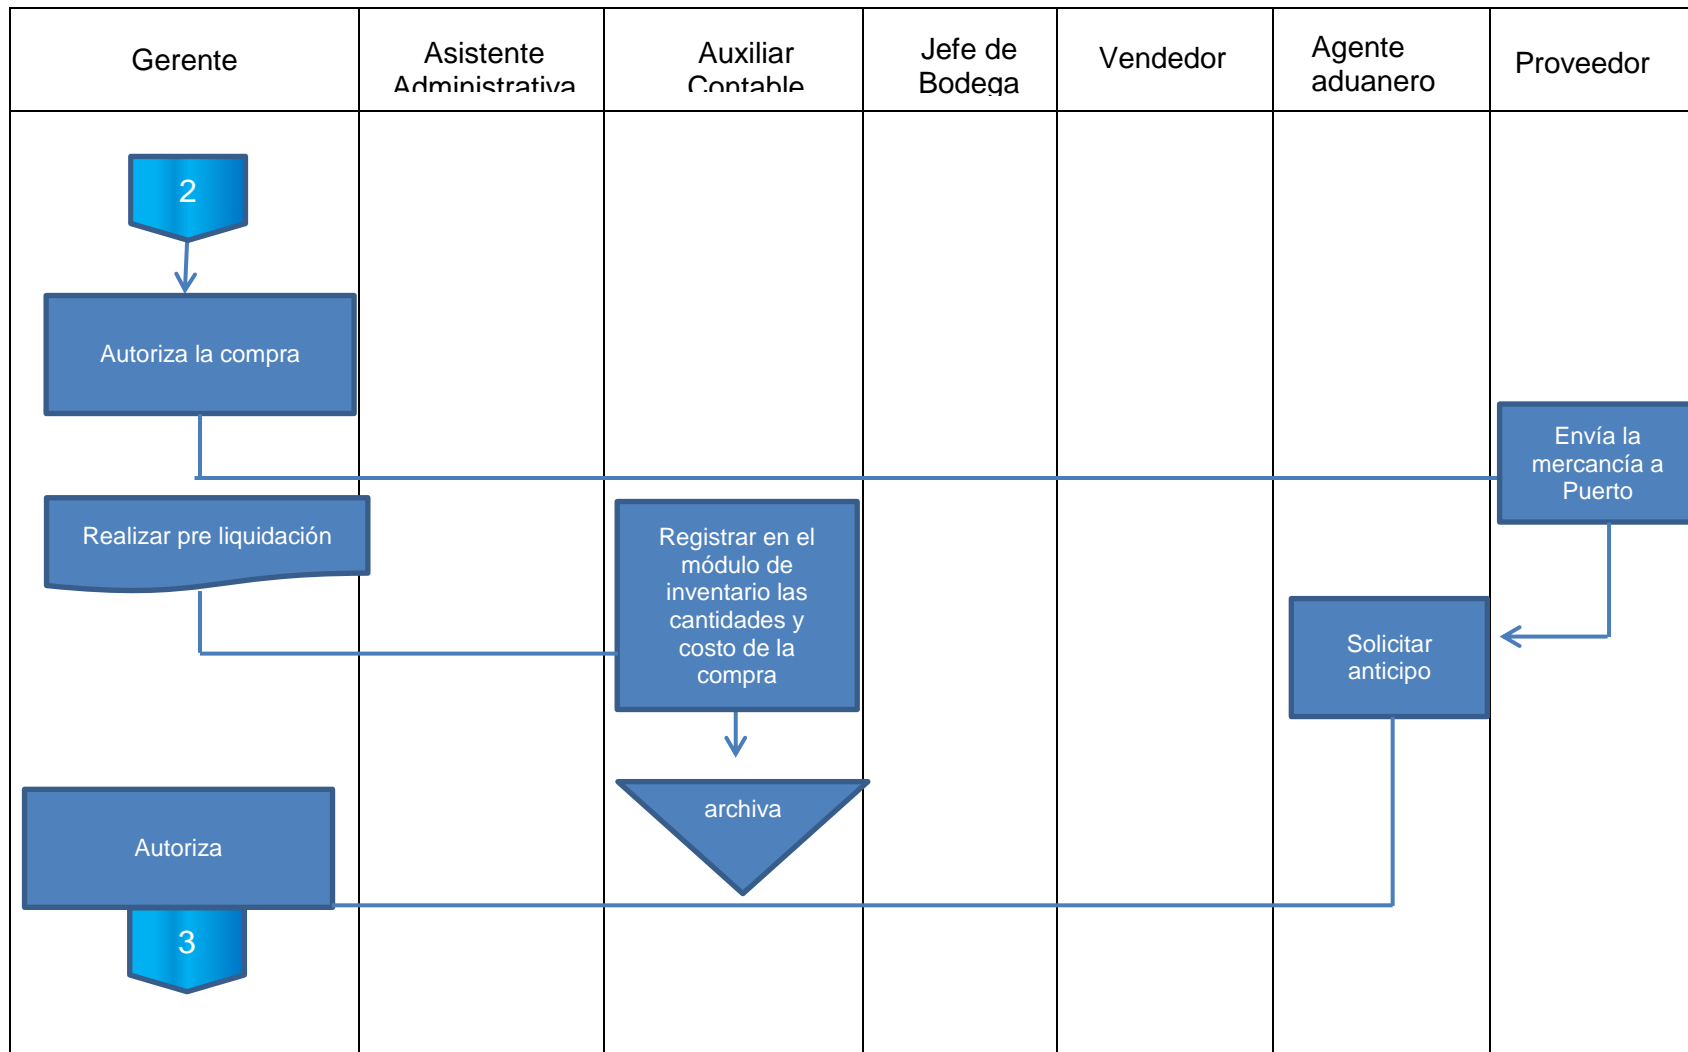 Gerente
Asistente
Administrativa
Auxiliar
Contable
Jefe de
Bodega
Vendedor
Agente
aduanero
Proveedor
2
Autoriza la compra
Envía la
mercancía a
Puerto
Realizar pre liquidación
Registrar en el
módulo de
inventario las
cantidades y
costo de la
compra
Solicitar
anticipo
archiva
Autoriza
3